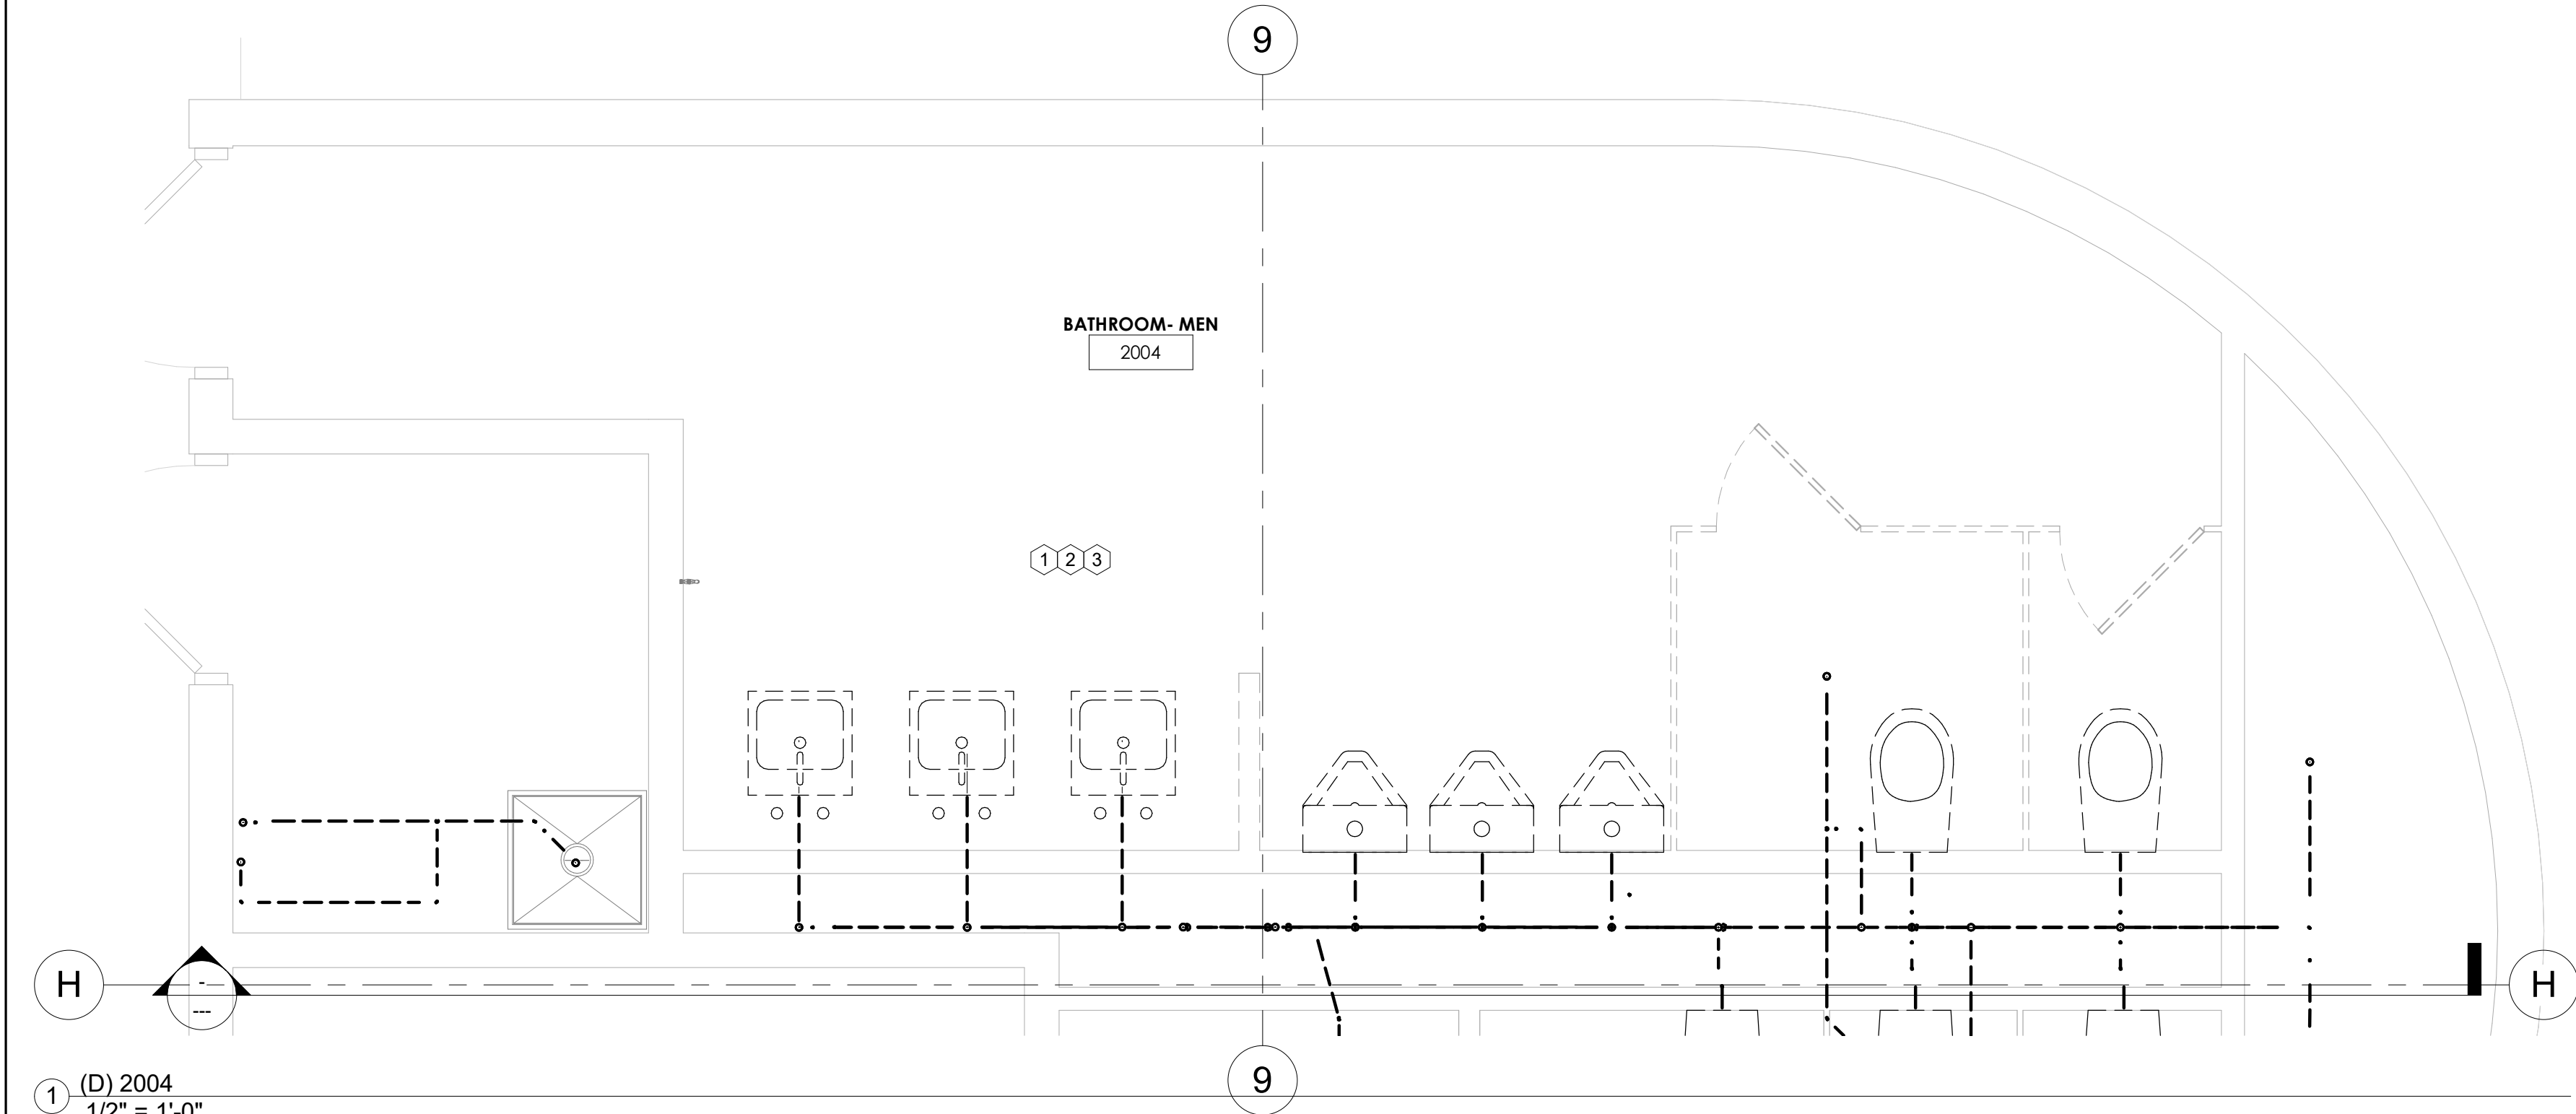 9
BATHROOM- MEN
2004
1 2 3
H
-
---
H
9
1
(D) 2004
1/2" = 1'-0"